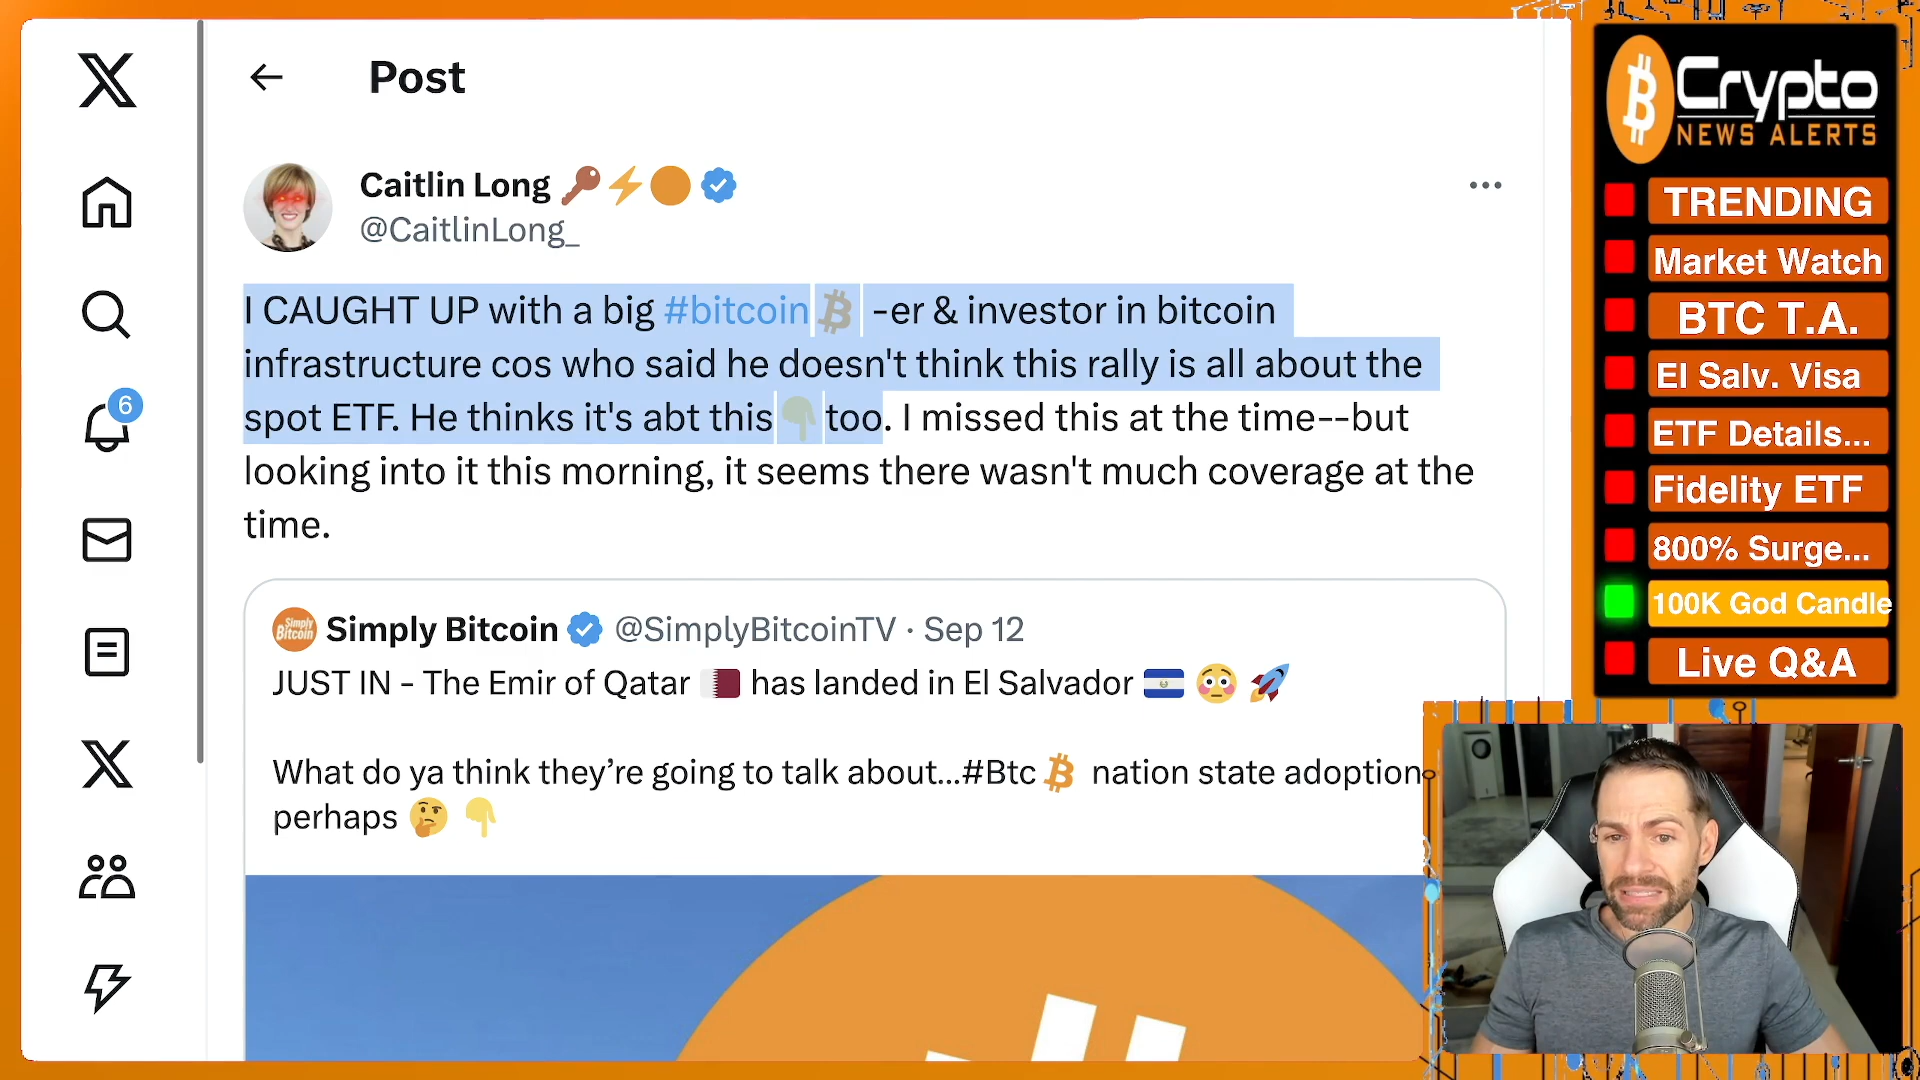 Post
Caitlin Long 🔑⚡🟠
@CaitlinLong_
I CAUGHT UP with a big #bitcoin -er & investor in bitcoin
infrastructure cos who said he doesn't think this rally is all about the
spot ETF. He thinks it's abt this 👇 too. I missed this at the time--but
looking into it this morning, it seems there wasn't much coverage at the
time.
Simply Bitcoin @SimplyBitcoinTV · Sep 12
JUST IN - The Emir of Qatar 🇶🇦 has landed in El Salvador 🇸🇻 😳 🚀
What do ya think they’re going to talk about...#Btc nation state adoption
perhaps 🤔 👇
6
Simply
Bitcoin
Crypto
NEWS ALERTS
TRENDING
Market Watch
BTC T.A.
El Salv. Visa
ETF Details...
Fidelity ETF
800% Surge...
100K God Candle
Live Q&A